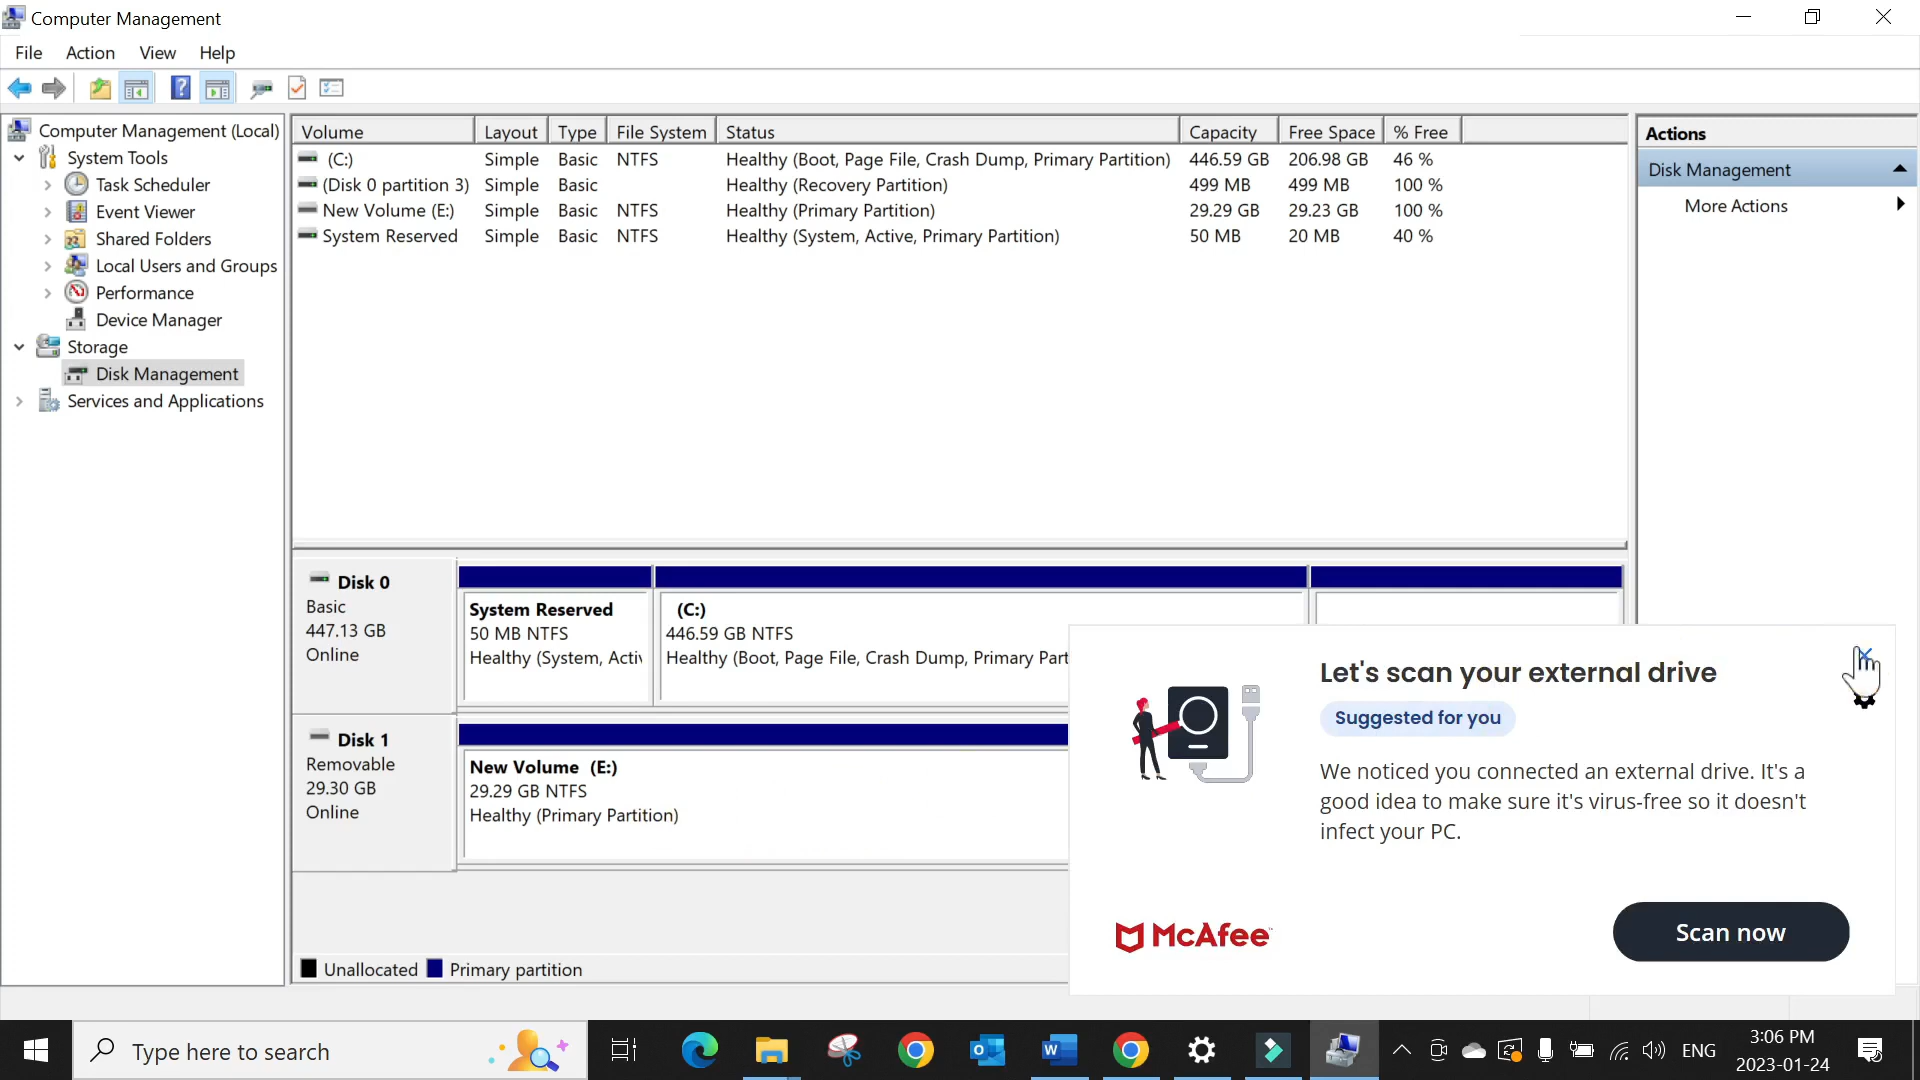 Computer Management
File Action View Help
Computer Management (Local)
System Tools
Task Scheduler
Event Viewer
Shared Folders
Local Users and Groups
Performance
Device Manager
Storage
Disk Management
Services and Applications
Volume Layout Type File System Status Capacity Free Space % Free
(C:) Simple Basic NTFS Healthy (Boot, Page File, Crash Dump, Primary Partition) 446.59 GB 206.98 GB 46 %
(Disk 0 partition 3) Simple Basic Healthy (Recovery Partition) 499 MB 499 MB 100 %
New Volume (E:) Simple Basic NTFS Healthy (Primary Partition) 29.29 GB 29.23 GB 100 %
System Reserved Simple Basic NTFS Healthy (System, Active, Primary Partition) 50 MB 20 MB 40 %
Actions
Disk Management
More Actions
Disk 0
Basic
447.13 GB
Online
System Reserved
50 MB NTFS
Healthy (System, Activ
(C:)
446.59 GB NTFS
Healthy (Boot, Page File, Crash Dump, Primary Part
Disk 1
Removable
29.30 GB
Online
New Volume (E:)
29.29 GB NTFS
Healthy (Primary Partition)
Unallocated Primary partition
Let's scan your external drive
Suggested for you
We noticed you connected an external drive. It's a
good idea to make sure it's virus-free so it doesn't
infect your PC.
McAfee
Scan now
Type here to search
ENG
3:06 PM
2023-01-24